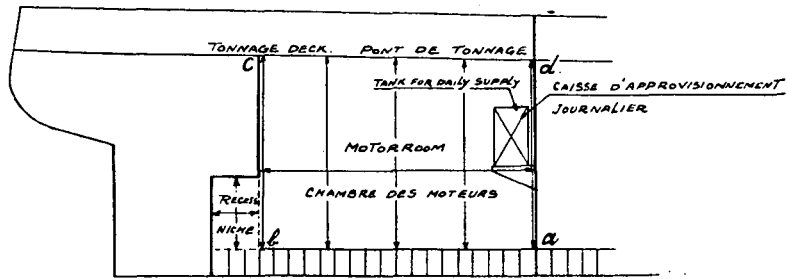 TONNAGE DECK. PONT DE TONNAGE
c
d
TANK FOR DAILY SUPPLY
CAISSE D'APPROVISIONNEMENT
JOURNALIER
MOTORROOM
CHAMBRE DES MOTEURS
RECESS
NICHE
b
a